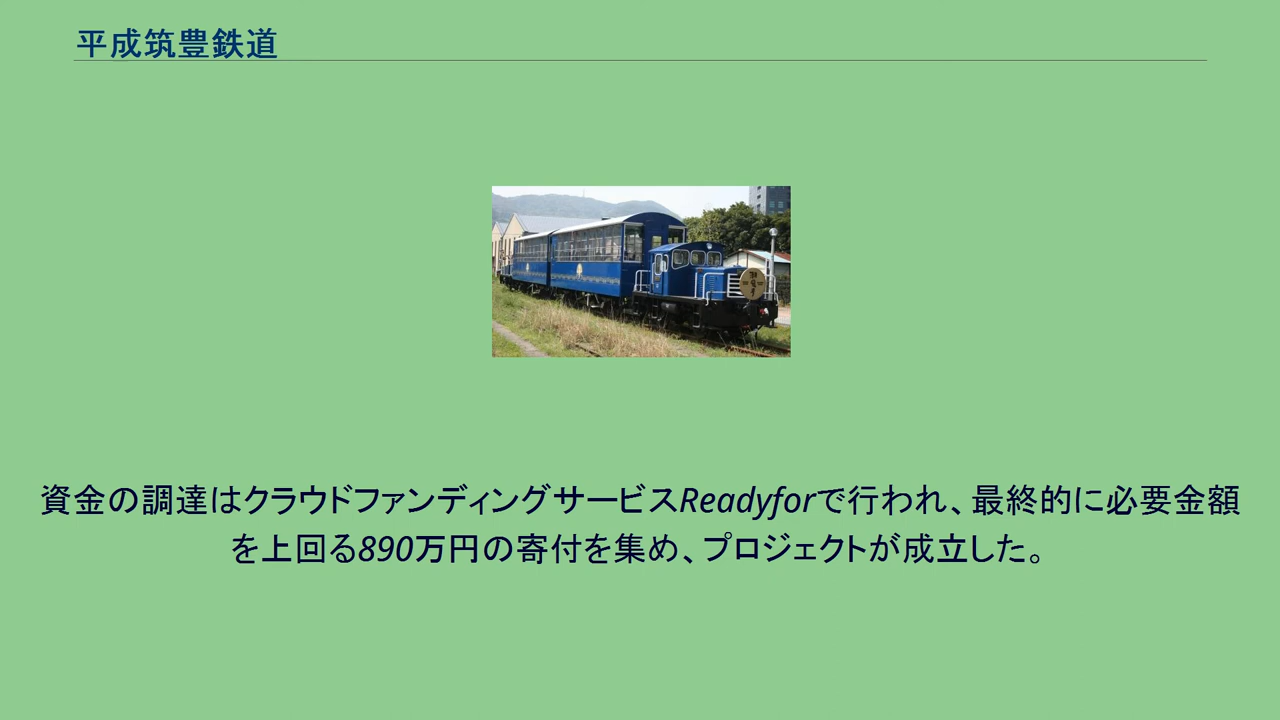 平成筑豊鉄道
資金の調達はクラウドファンディングサービスReadyforで行われ、最終的に必要金額
を上回る890万円の寄付を集め、プロジェクトが成立した。